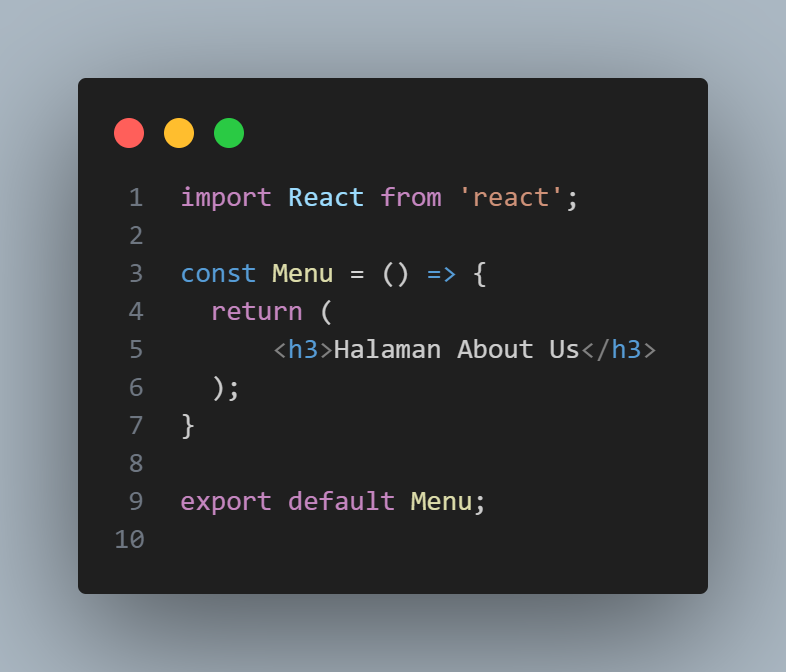 1 import React from 'react';
2
3 const Menu = () => {
4   return (
5       <h3>Halaman About Us</h3>
6   );
7 }
8
9 export default Menu;
10